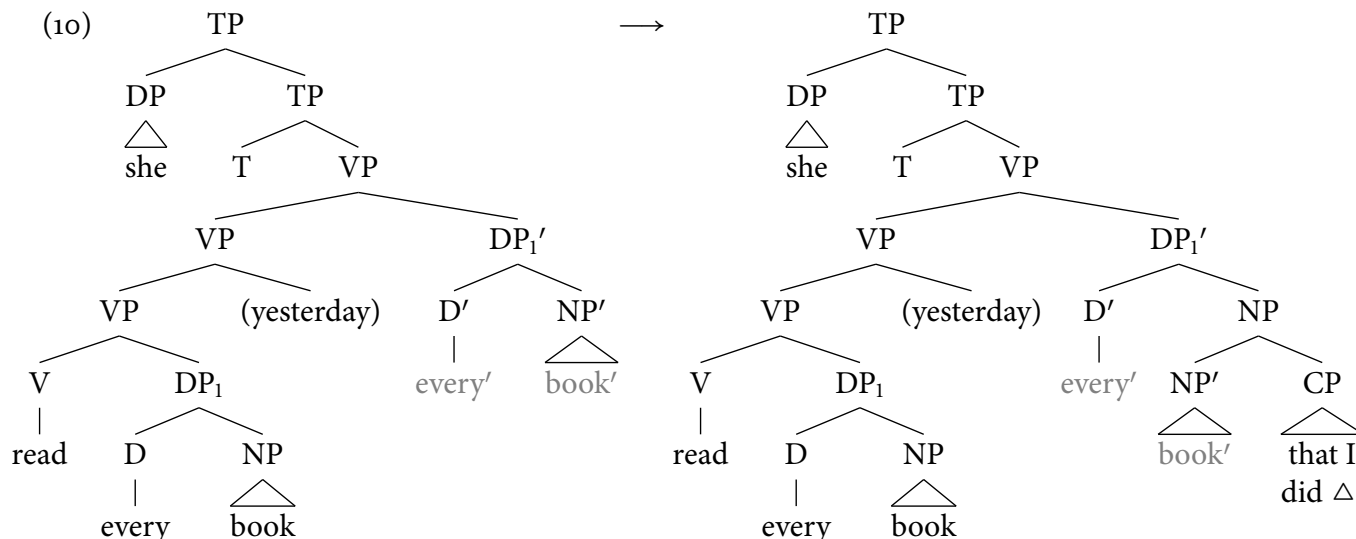 (10) TP ⟶ TP
DP TP DP TP
she T VP she T VP
VP DP₁′ VP DP₁′
VP (yesterday) D′ NP′ VP (yesterday) D′ NP
V DP₁ every′ book′ V DP₁ every′ NP′ CP
read D NP read D NP book′ that I
did △
every book every book